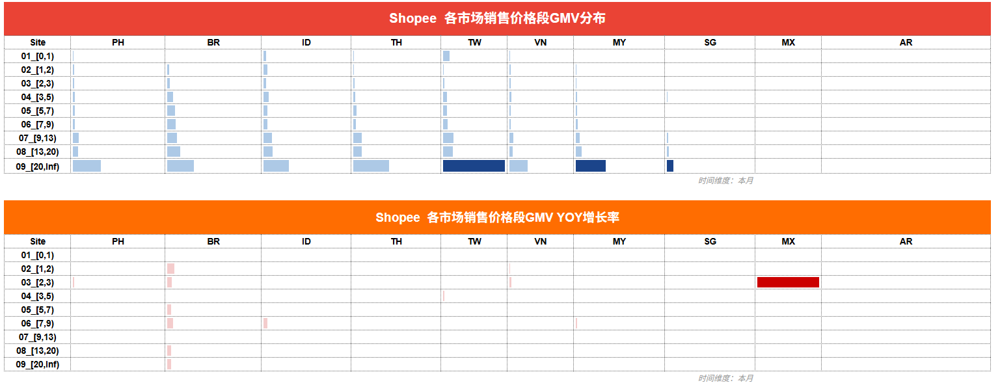 Shopee 各市场销售价格段GMV分布
Site PH BR ID TH TW VN MY SG MX AR
01_[0,1)
02_[1,2)
03_[2,3)
04_[3,5)
05_[5,7)
06_[7,9)
07_[9,13)
08_[13,20)
09_[20,Inf)
时间维度：本月
Shopee 各市场销售价格段GMV YOY增长率
Site PH BR ID TH TW VN MY SG MX AR
01_[0,1)
02_[1,2)
03_[2,3)
04_[3,5)
05_[5,7)
06_[7,9)
07_[9,13)
08_[13,20)
09_[20,Inf)
时间维度：本月